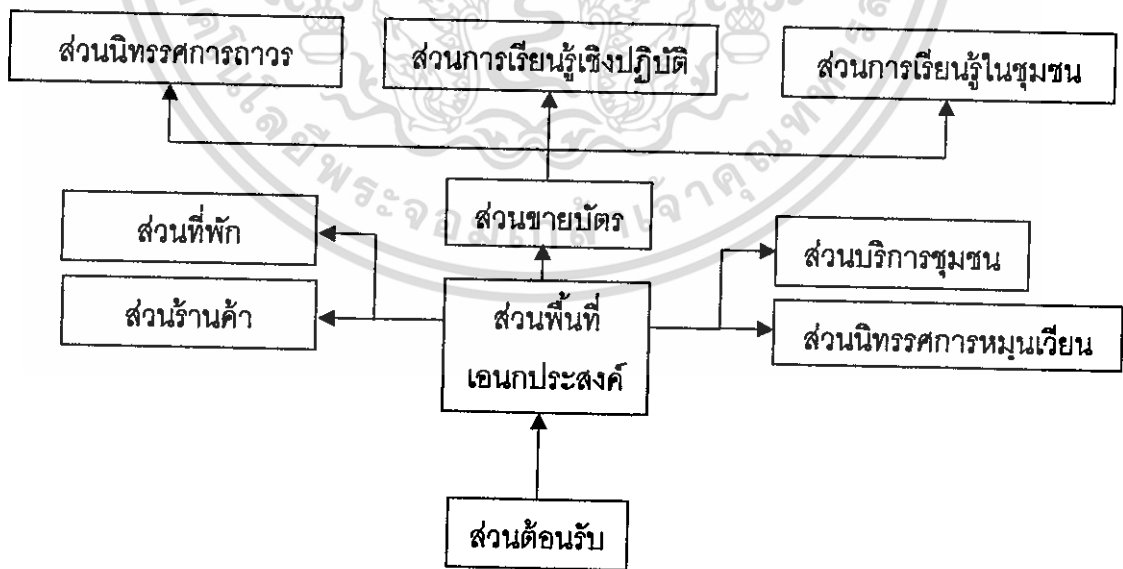 ส่วนนิทรรศการถาวร
ส่วนการเรียนรู้เชิงปฏิบัติ
ส่วนการเรียนรู้ในชุมชน
ส่วนขายบัตร
ส่วนที่พัก
ส่วนบริการชุมชน
ส่วนร้านค้า
ส่วนพื้นที่
เอนกประสงค์
ส่วนนิทรรศการหมุนเวียน
ส่วนต้อนรับ